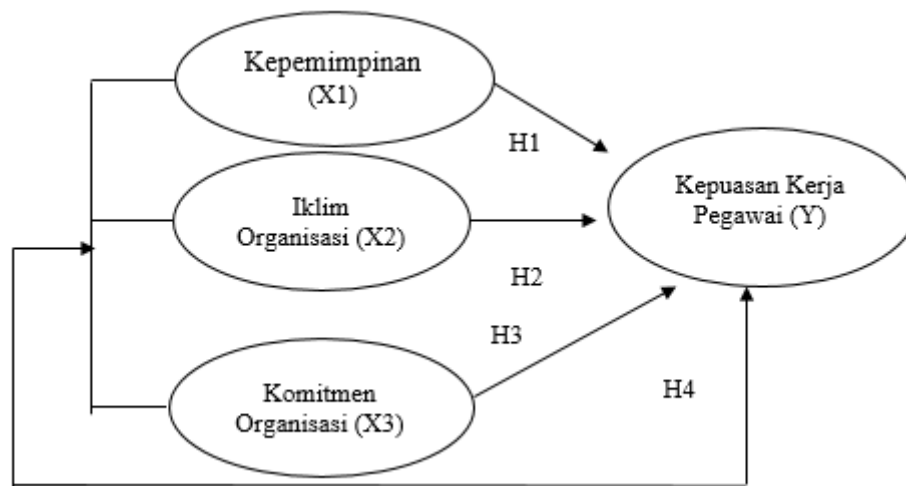 Kepemimpinan
(X1)
H1
Iklim
Organisasi (X2)
Kepuasan Kerja
Pegawai (Y)
H2
H3
Komitmen
Organisasi (X3)
H4